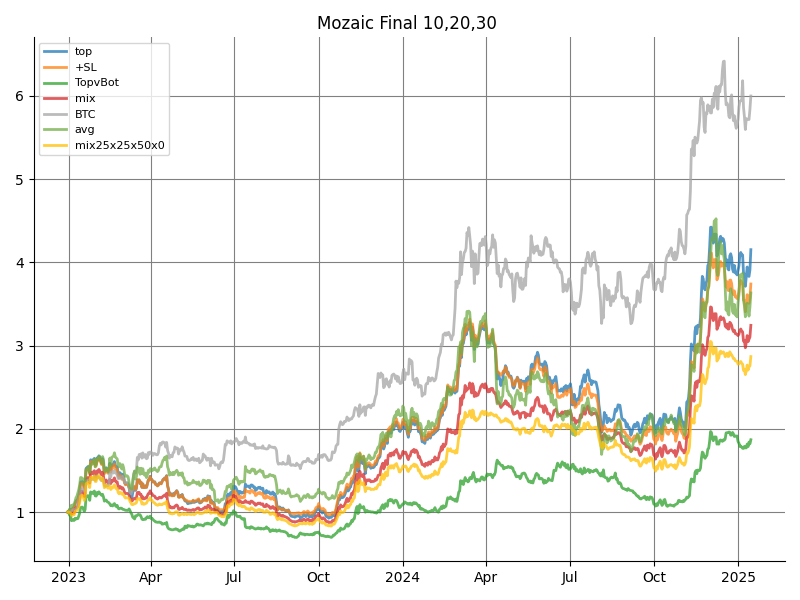 Mozaic Final 10,20,30
top
+SL
TopvBot
mix
BTC
avg
mix25x25x50x0
6
5
4
3
2
1
2023
Apr
Jul
Oct
2024
Apr
Jul
Oct
2025